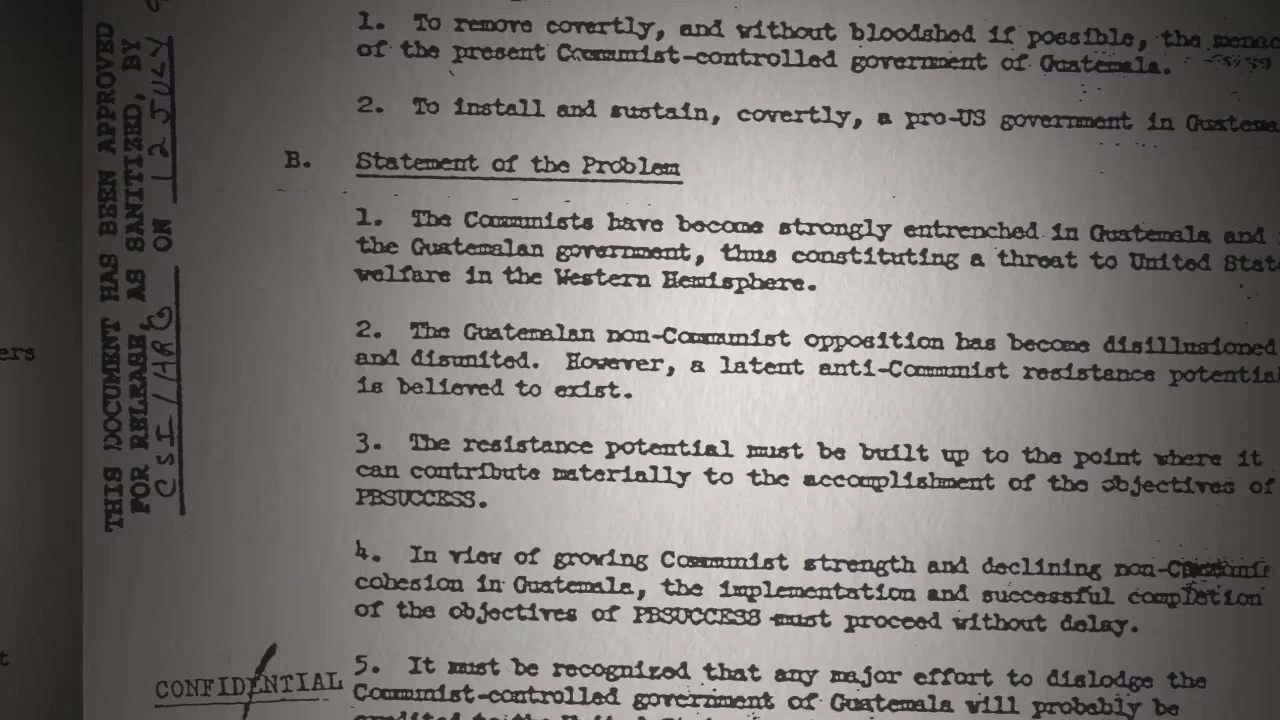 1. To remove covertly, and without bloodshed if possible, the menac
of the present Communist-controlled government of Guatemala.
2. To install and sustain, covertly, a pro-US government in Guatema
B. Statement of the Problem
1. The Communists have become strongly entrenched in Guatemala and
the Guatemalan government, thus constituting a threat to United Stat
welfare in the Western Hemisphere.
2. The Guatemalan non-Communist opposition has become disillusioned
and disunited. However, a latent anti-Communist resistance potential
is believed to exist.
3. The resistance potential must be built up to the point where it
can contribute materially to the accomplishment of the objectives of
PBSUCCESS.
4. In view of growing Communist strength and declining non-Communist
cohesion in Guatemala, the implementation and successful completion
of the objectives of PBSUCCESS must proceed without delay.
5. It must be recognized that any major effort to dislodge the
Communist-controlled government of Guatemala will probably be
CONFIDENTIAL
THIS DOCUMENT HAS BEEN APPROVED
FOR RELEASE, AS SANITIZED, BY
CSI/HRG ON 12 JULY
ers
t